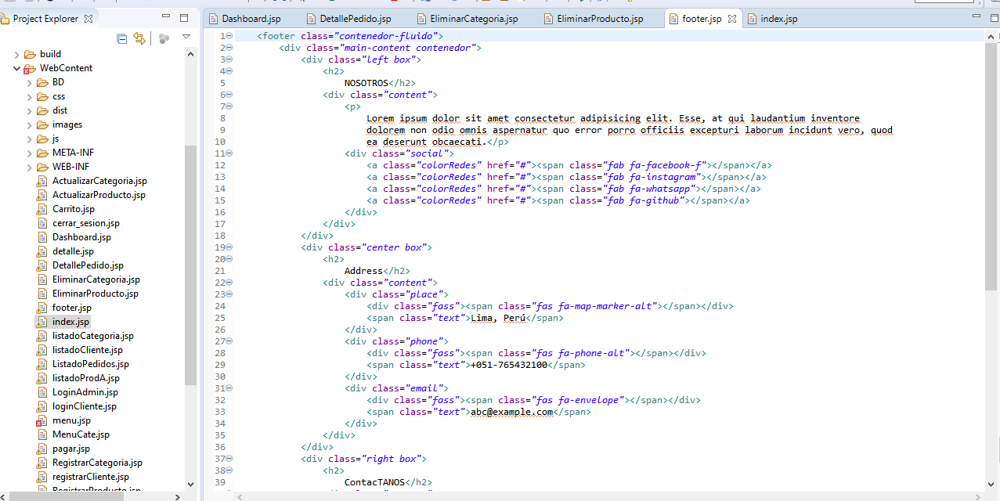 Project Explorer
build
WebContent
BD
css
dist
images
js
META-INF
WEB-INF
ActualizarCategoria.jsp
ActualizarProducto.jsp
Carrito.jsp
cerrar_sesion.jsp
Dashboard.jsp
detalle.jsp
DetallePedido.jsp
EliminarCategoria.jsp
EliminarProducto.jsp
footer.jsp
index.jsp
listadoCategoria.jsp
listadoCliente.jsp
ListadoPedidos.jsp
listadoProdA.jsp
LoginAdmin.jsp
loginCliente.jsp
menu.jsp
MenuCate.jsp
pagar.jsp
RegistrarCategoria.jsp
registrarCliente.jsp
RegistrarProducto.jsp
Dashboard.jsp DetallePedido.jsp EliminarCategoria.jsp EliminarProducto.jsp footer.jsp index.jsp
1 <footer class="contenedor-fluido">
2 <div class="main-content contenedor">
3 <div class="left box">
4 <h2>
5 NOSOTROS</h2>
6 <div class="content">
7 <p>
8 Lorem ipsum dolor sit amet consectetur adipisicing elit. Esse, at qui laudantium inventore
9 dolorem non odio omnis aspernatur quo error porro officiis excepturi laborum incidunt vero, quod
10 ea deserunt obcaecati.</p>
11 <div class="social">
12 <a class="colorRedes" href="#"><span class="fab fa-facebook-f"></span></a>
13 <a class="colorRedes" href="#"><span class="fab fa-instagram"></span></a>
14 <a class="colorRedes" href="#"><span class="fab fa-whatsapp"></span></a>
15 <a class="colorRedes" href="#"><span class="fab fa-github"></span></a>
16 </div>
17 </div>
18 </div>
19 <div class="center box">
20 <h2>
21 Address</h2>
22 <div class="content">
23 <div class="place">
24 <div class="fass"><span class="fas fa-map-marker-alt"></span></div>
25 <span class="text">Lima, Perú</span>
26 </div>
27 <div class="phone">
28 <div class="fass"><span class="fas fa-phone-alt"></span></div>
29 <span class="text">+051-765432100</span>
30 </div>
31 <div class="email">
32 <div class="fass"><span class="fas fa-envelope"></span></div>
33 <span class="text">abc@example.com</span>
34 </div>
35 </div>
36 </div>
37 <div class="right box">
38 <h2>
39 ContacTANOS</h2>